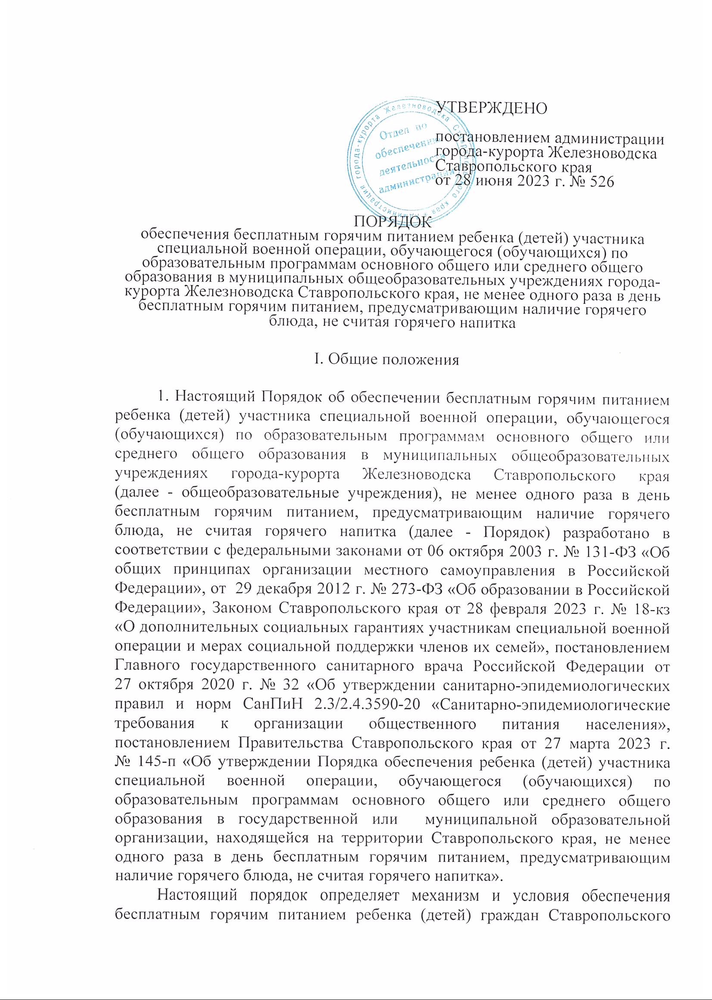 УТВЕРЖДЕНО
постановлением администрации
города-курорта Железноводска
Ставропольского края
от 28 июня 2023 г. № 526
Администрация города-курорта Железноводска Ставропольского края *
Отдел по
обеспечению
деятельности
администрации
ПОРЯДОК
обеспечения бесплатным горячим питанием ребенка (детей) участника
специальной военной операции, обучающегося (обучающихся) по
образовательным программам основного общего или среднего общего
образования в муниципальных общеобразовательных учреждениях города-
курорта Железноводска Ставропольского края, не менее одного раза в день
бесплатным горячим питанием, предусматривающим наличие горячего
блюда, не считая горячего напитка
I. Общие положения
1. Настоящий Порядок об обеспечении бесплатным горячим питанием
ребенка (детей) участника специальной военной операции, обучающегося
(обучающихся) по образовательным программам основного общего или
среднего общего образования в муниципальных общеобразовательных
учреждениях города-курорта Железноводска Ставропольского края
(далее - общеобразовательные учреждения), не менее одного раза в день
бесплатным горячим питанием, предусматривающим наличие горячего
блюда, не считая горячего напитка (далее - Порядок) разработано в
соответствии с федеральными законами от 06 октября 2003 г. № 131-ФЗ «Об
общих принципах организации местного самоуправления в Российской
Федерации», от 29 декабря 2012 г. № 273-ФЗ «Об образовании в Российской
Федерации», Законом Ставропольского края от 28 февраля 2023 г. № 18-кз
«О дополнительных социальных гарантиях участникам специальной военной
операции и мерах социальной поддержки членов их семей», постановлением
Главного государственного санитарного врача Российской Федерации от
27 октября 2020 г. № 32 «Об утверждении санитарно-эпидемиологических
правил и норм СанПиН 2.3/2.4.3590-20 «Санитарно-эпидемиологические
требования к организации общественного питания населения»,
постановлением Правительства Ставропольского края от 27 марта 2023 г.
№ 145-п «Об утверждении Порядка обеспечения ребенка (детей) участника
специальной военной операции, обучающегося (обучающихся) по
образовательным программам основного общего или среднего общего
образования в государственной или муниципальной образовательной
организации, находящейся на территории Ставропольского края, не менее
одного раза в день бесплатным горячим питанием, предусматривающим
наличие горячего блюда, не считая горячего напитка».
Настоящий порядок определяет механизм и условия обеспечения
бесплатным горячим питанием ребенка (детей) граждан Ставропольского